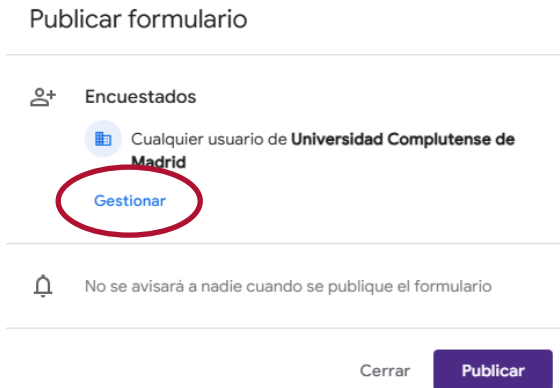 Publicar formulario
Encuestados
Cualquier usuario de Universidad Complutense de
Madrid
Gestionar
No se avisará a nadie cuando se publique el formulario
Cerrar
Publicar